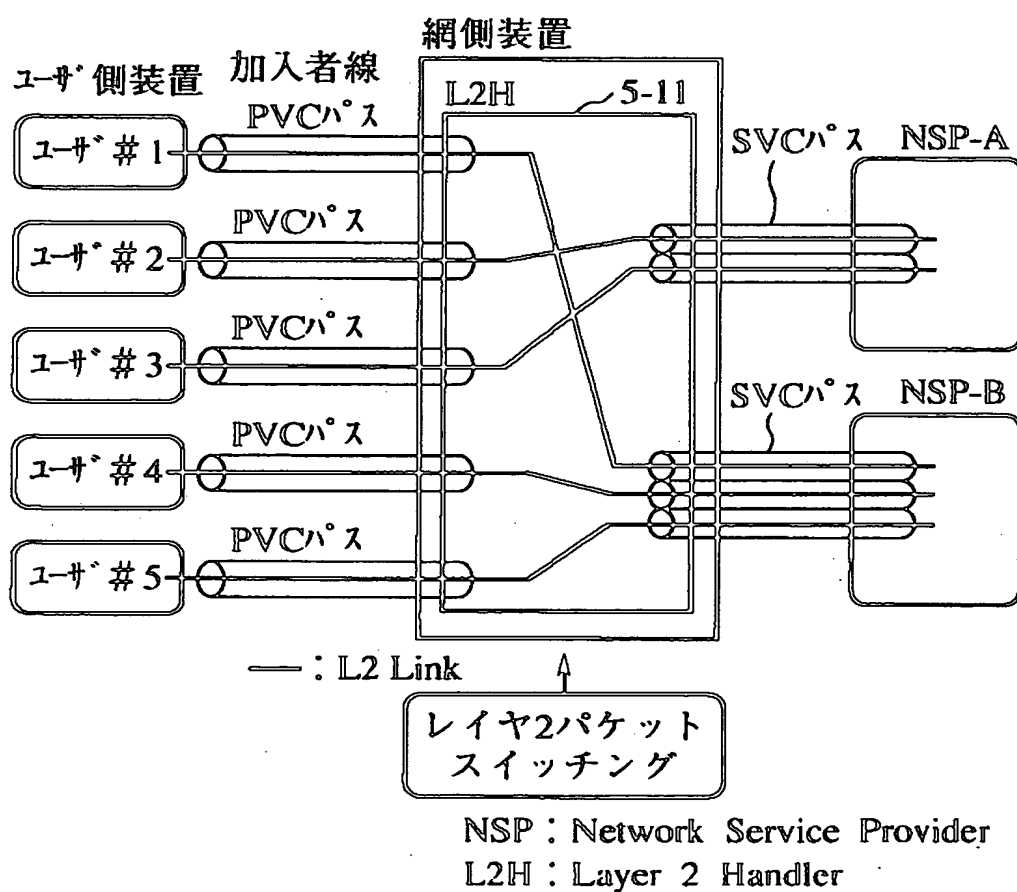 網側装置
ユーザ側装置
加入者線
L2H
5-11
PVCパス
SVCパス
NSP-A
ユーザ#1
PVCパス
ユーザ#2
PVCパス
ユーザ#3
SVCパス
NSP-B
PVCパス
ユーザ#4
PVCパス
ユーザ#5
—：L2 Link
レイヤ2パケット
スイッチング
NSP：Network Service Provider
L2H：Layer 2 Handler